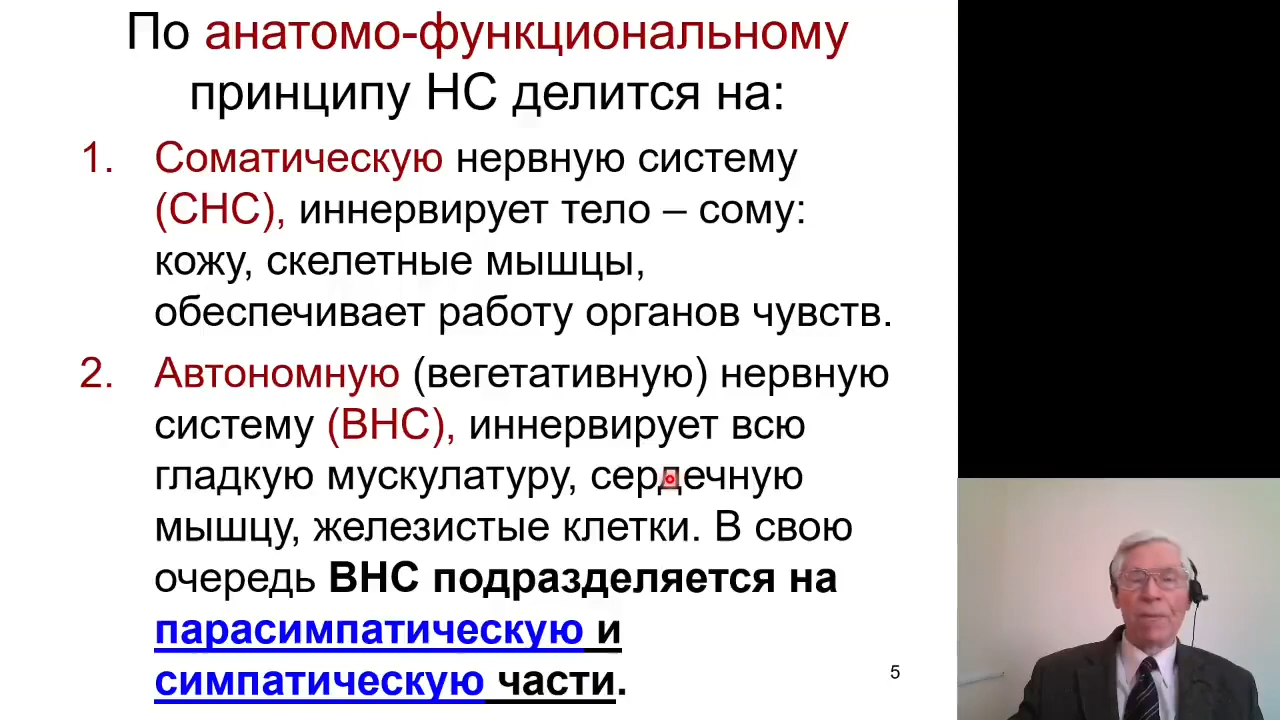 По анатомо-функциональному
принципу НС делится на:
1. Соматическую нервную систему
(СНС), иннервирует тело – сому:
кожу, скелетные мышцы,
обеспечивает работу органов чувств.
2. Автономную (вегетативную) нервную
систему (ВНС), иннервирует всю
гладкую мускулатуру, сердечную
мышцу, железистые клетки. В свою
очередь ВНС подразделяется на
парасимпатическую и
симпатическую части.
5